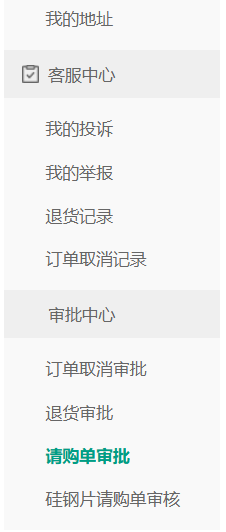 我的地址
客服中心
我的投诉
我的举报
退货记录
订单取消记录
审批中心
订单取消审批
退货审批
请购单审批
硅钢片请购单审核